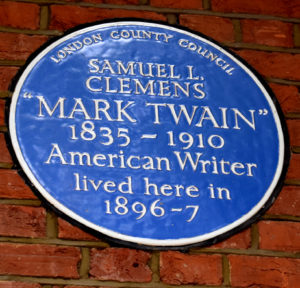 LONDON COUNTY COUNCIL
SAMUEL L.
CLEMENS
"MARK TWAIN"
1835 - 1910
American Writer
lived here in
1896-7